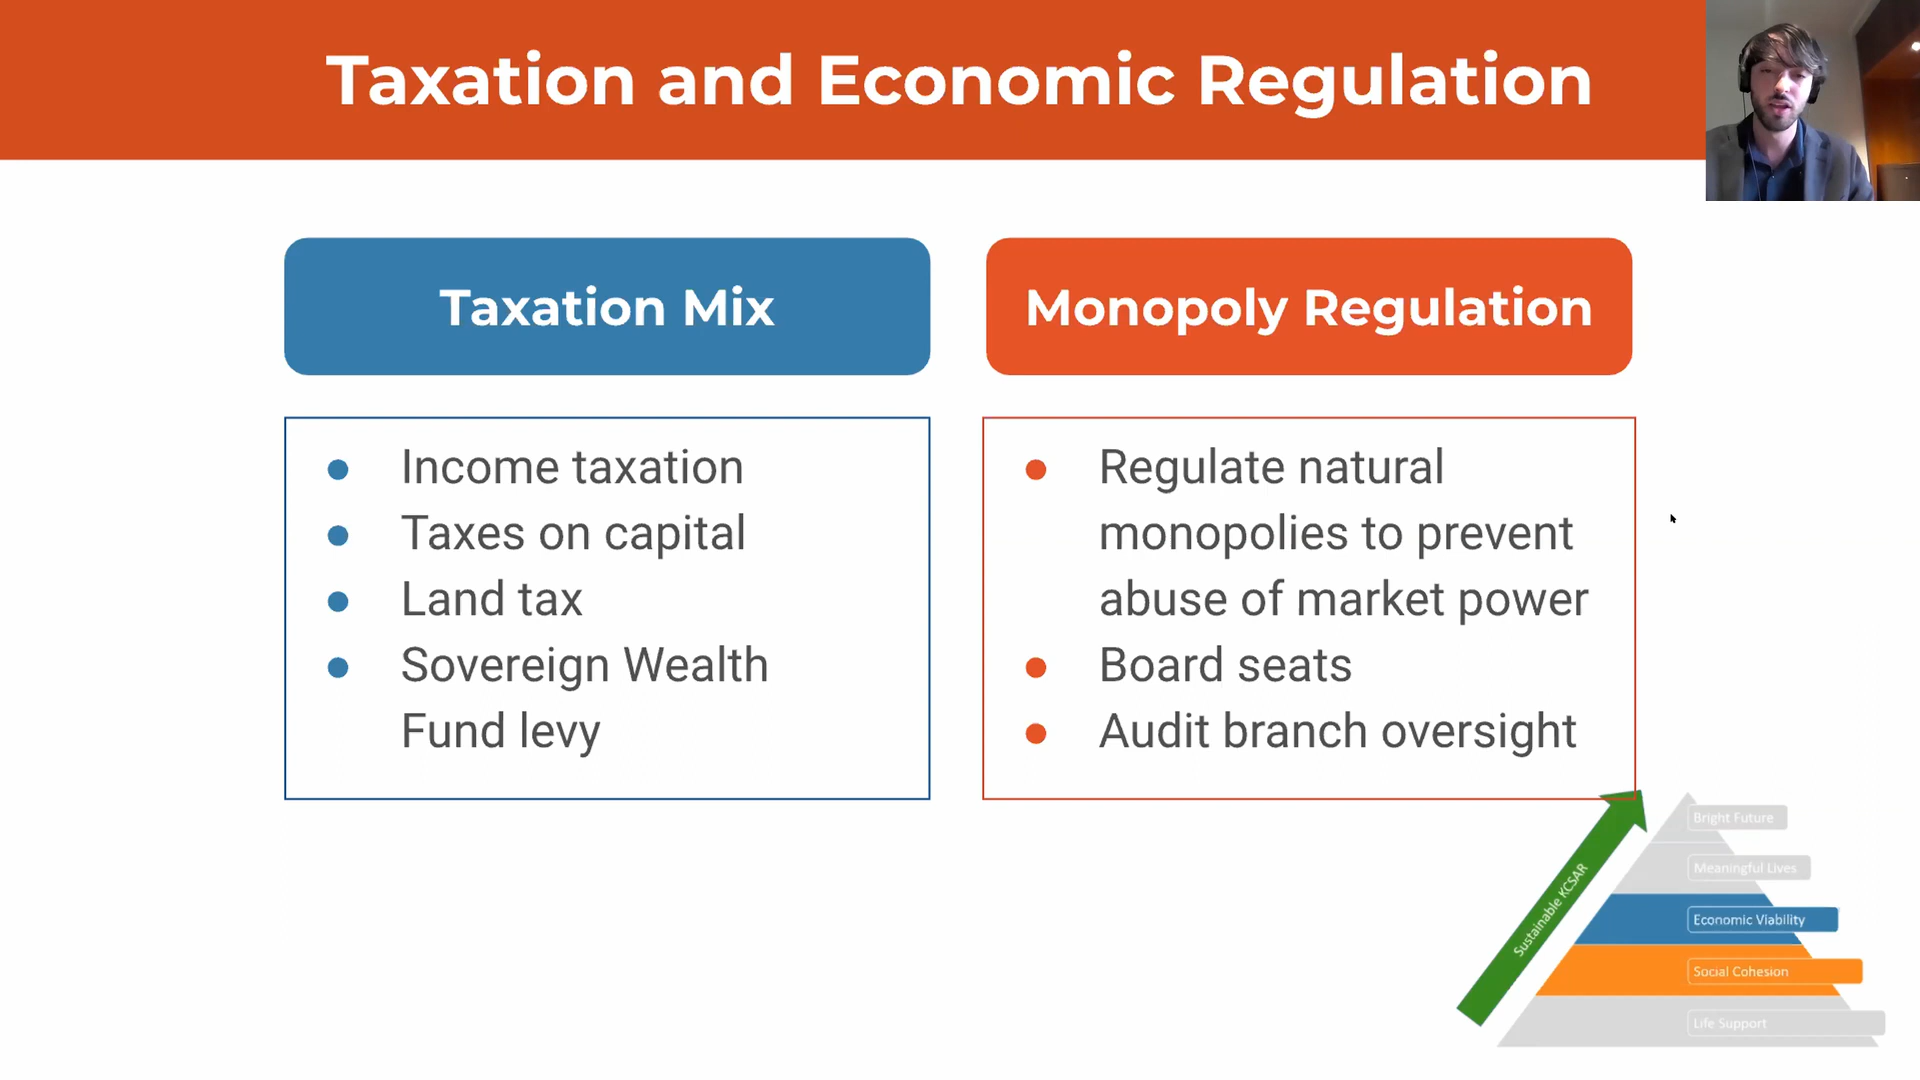 Taxation and Economic Regulation
Taxation Mix
Income taxation
Taxes on capital
Land tax
Sovereign Wealth
Fund levy
Monopoly Regulation
Regulate natural
monopolies to prevent
abuse of market power
Board seats
Audit branch oversight
Sustainable KCSAR
Bright Future
Meaningful Lives
Economic Viability
Social Cohesion
Life Support